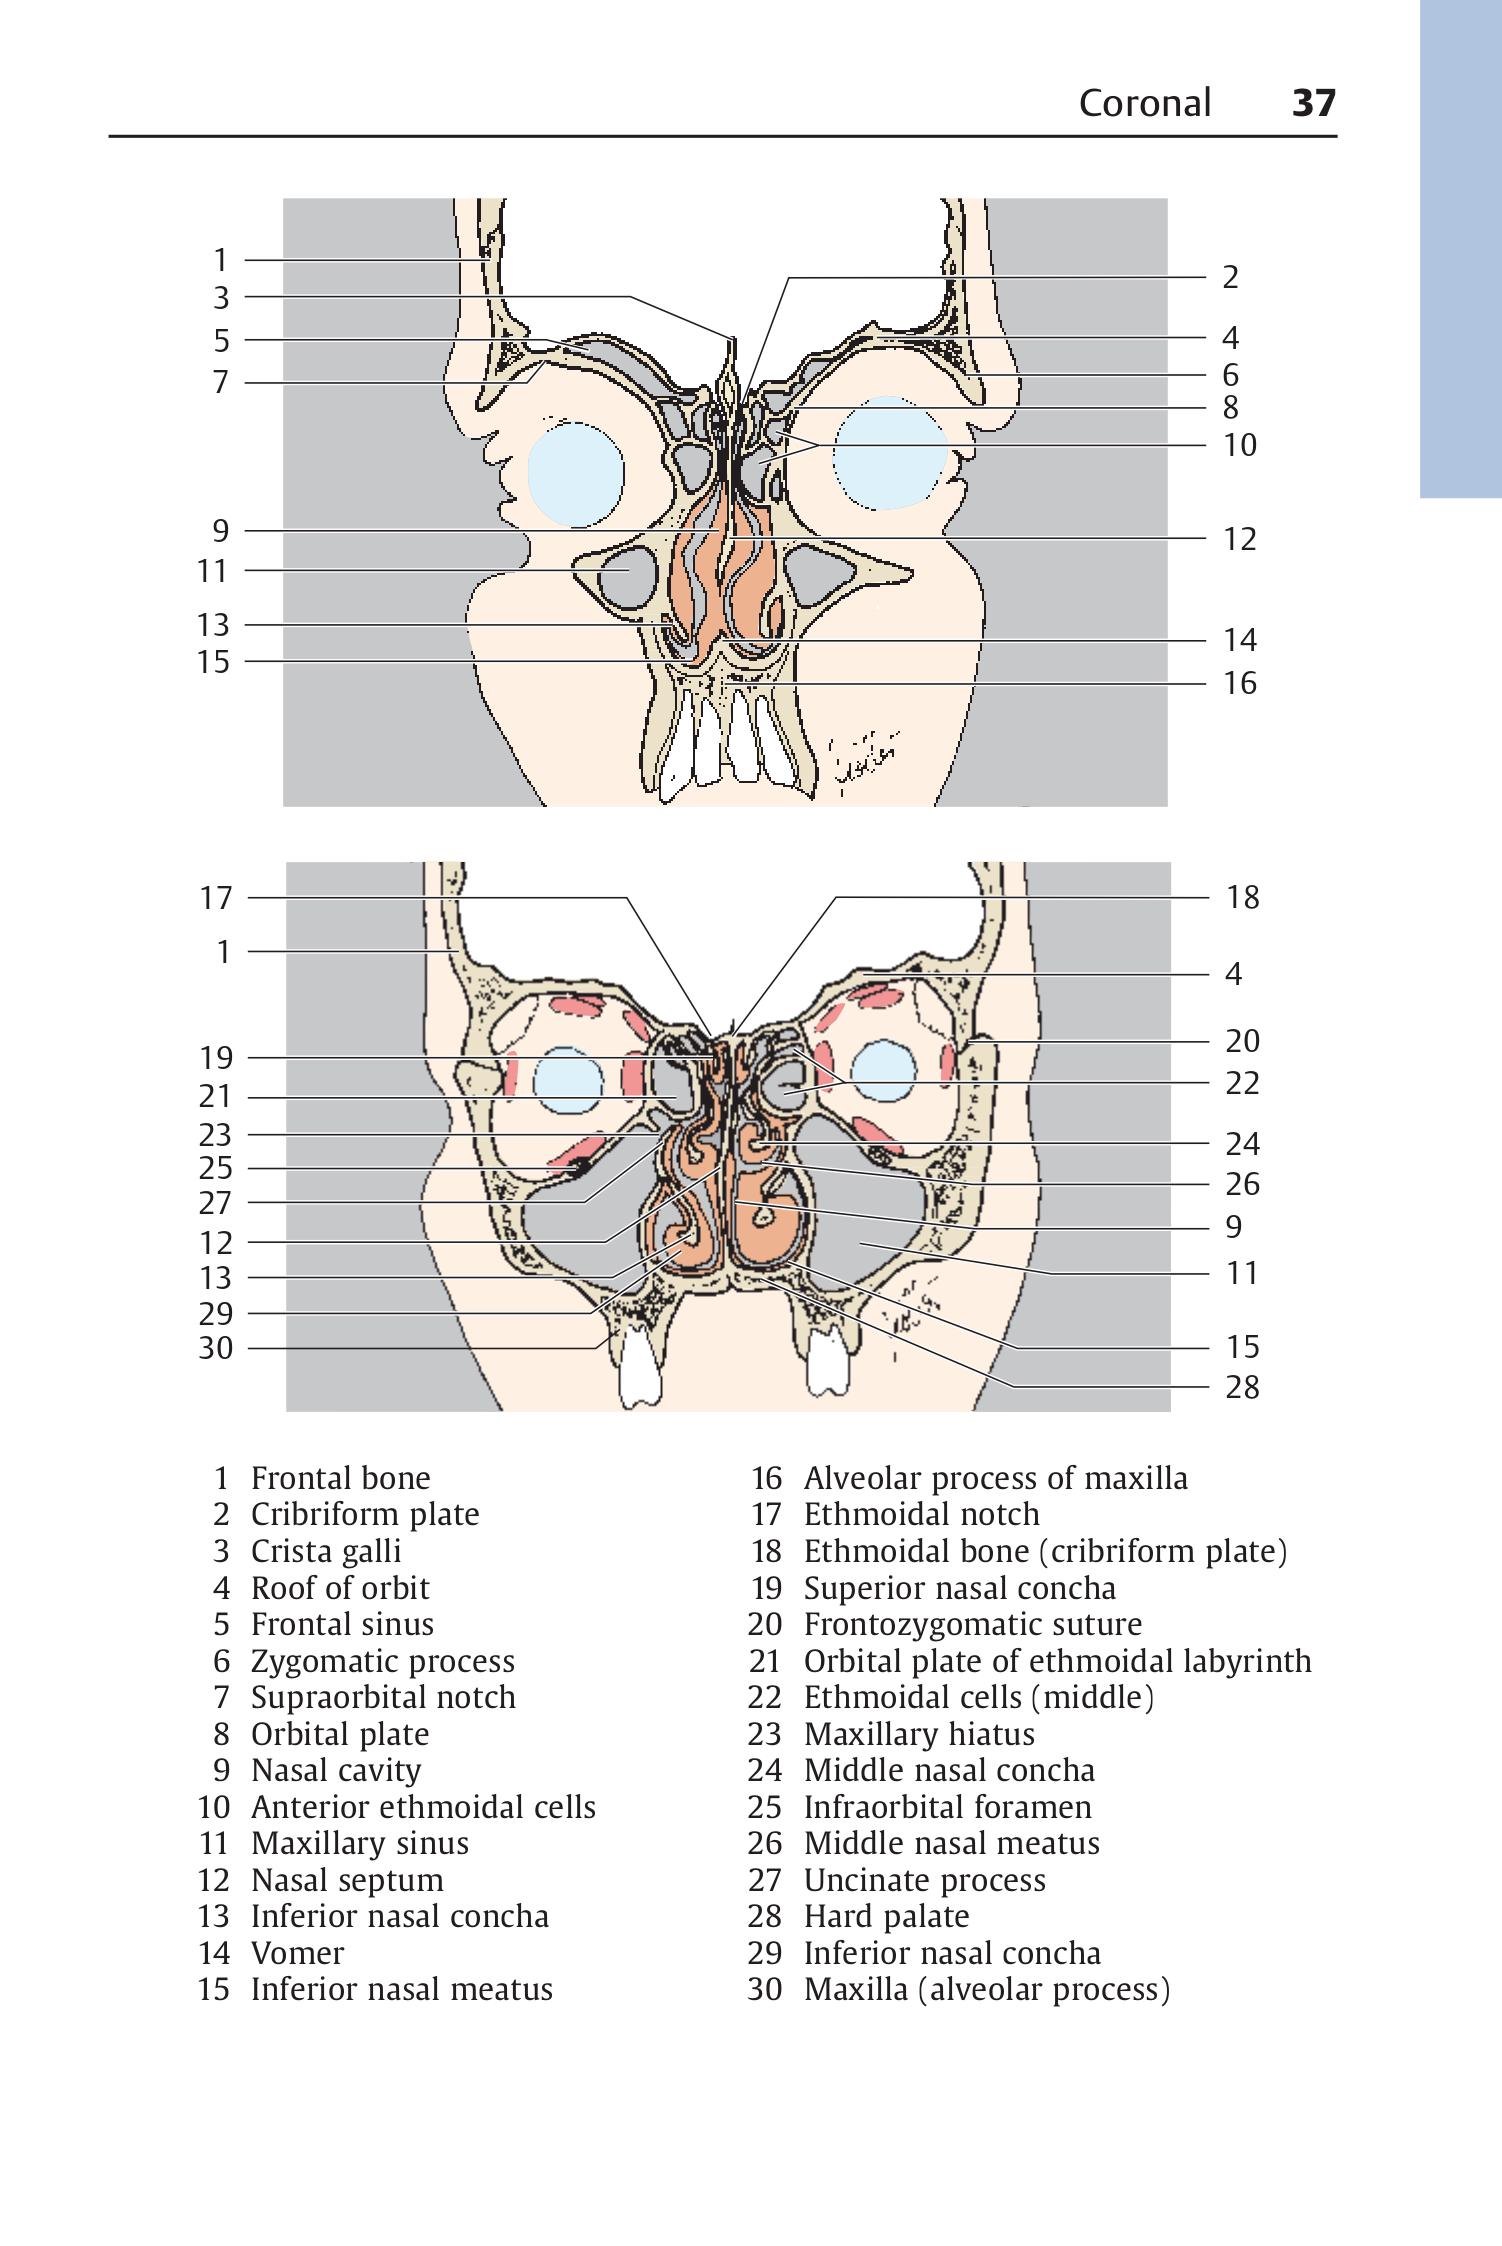 Coronal 37
1
2
3
4
5
6
7
8
10
9
12
11
13
14
15
16
17
18
1
4
20
19
22
21
23
24
25
26
27
9
12
11
13
29
15
30
28
1 Frontal bone
2 Cribriform plate
3 Crista galli
4 Roof of orbit
5 Frontal sinus
6 Zygomatic process
7 Supraorbital notch
8 Orbital plate
9 Nasal cavity
10 Anterior ethmoidal cells
11 Maxillary sinus
12 Nasal septum
13 Inferior nasal concha
14 Vomer
15 Inferior nasal meatus
16 Alveolar process of maxilla
17 Ethmoidal notch
18 Ethmoidal bone (cribriform plate)
19 Superior nasal concha
20 Frontozygomatic suture
21 Orbital plate of ethmoidal labyrinth
22 Ethmoidal cells (middle)
23 Maxillary hiatus
24 Middle nasal concha
25 Infraorbital foramen
26 Middle nasal meatus
27 Uncinate process
28 Hard palate
29 Inferior nasal concha
30 Maxilla (alveolar process)